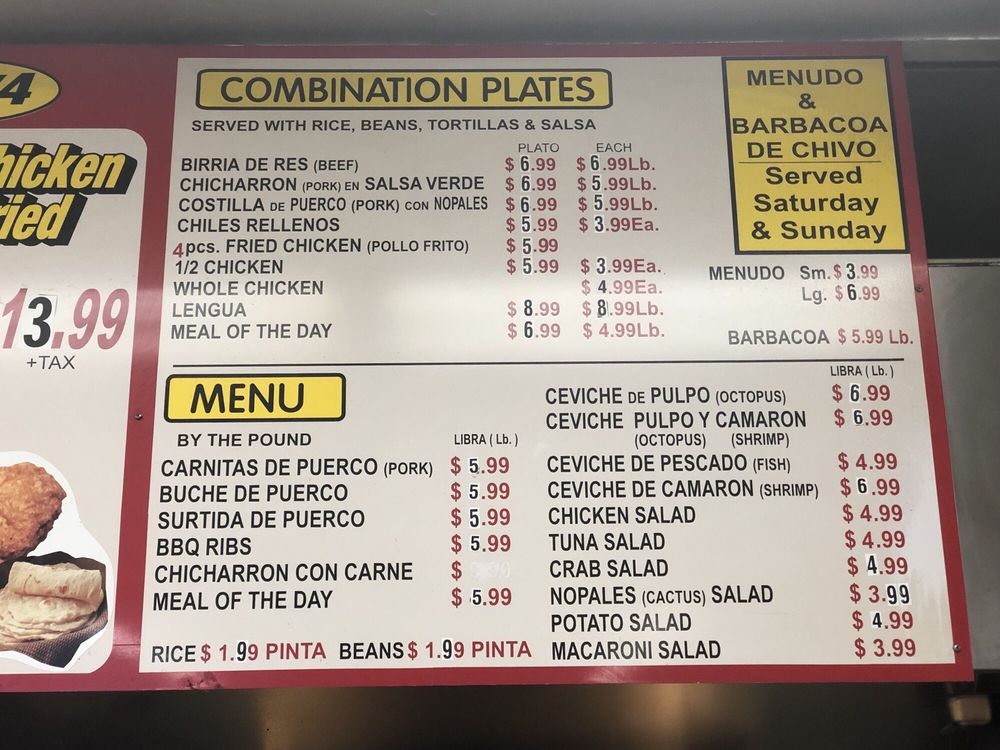 4
hicken
ried
13.99
+TAX
COMBINATION PLATES
SERVED WITH RICE, BEANS, TORTILLAS & SALSA
PLATO EACH
BIRRIA DE RES (BEEF) $ 6.99 $ 6.99Lb.
CHICHARRON (PORK) EN SALSA VERDE $ 6.99 $ 5.99Lb.
COSTILLA DE PUERCO (PORK) CON NOPALES $ 6.99 $ 5.99Lb.
CHILES RELLENOS $ 5.99 $ 3.99Ea.
4pcs. FRIED CHICKEN (POLLO FRITO) $ 5.99
1/2 CHICKEN $ 5.99 $ 3.99Ea.
WHOLE CHICKEN $ 4.99Ea.
LENGUA $ 8.99 $ 8.99Lb.
MEAL OF THE DAY $ 6.99 $ 4.99Lb.
MENUDO
&
BARBACOA
DE CHIVO
Served
Saturday
& Sunday
MENUDO Sm.$ 3.99
Lg. $ 6.99
BARBACOA $ 5.99 Lb.
MENU
BY THE POUND LIBRA ( Lb. )
CARNITAS DE PUERCO (PORK) $ 5.99
BUCHE DE PUERCO $ 5.99
SURTIDA DE PUERCO $ 5.99
BBQ RIBS $ 5.99
CHICHARRON CON CARNE $
MEAL OF THE DAY $ 5.99
RICE $ 1.99 PINTA BEANS $ 1.99 PINTA
LIBRA ( Lb. )
CEVICHE DE PULPO (OCTOPUS) $ 6.99
CEVICHE PULPO Y CAMARON $ 6.99
(OCTOPUS) (SHRIMP)
CEVICHE DE PESCADO (FISH) $ 4.99
CEVICHE DE CAMARON (SHRIMP) $ 6.99
CHICKEN SALAD $ 4.99
TUNA SALAD $ 4.99
CRAB SALAD $ 4.99
NOPALES (CACTUS) SALAD $ 3.99
POTATO SALAD $ 4.99
MACARONI SALAD $ 3.99